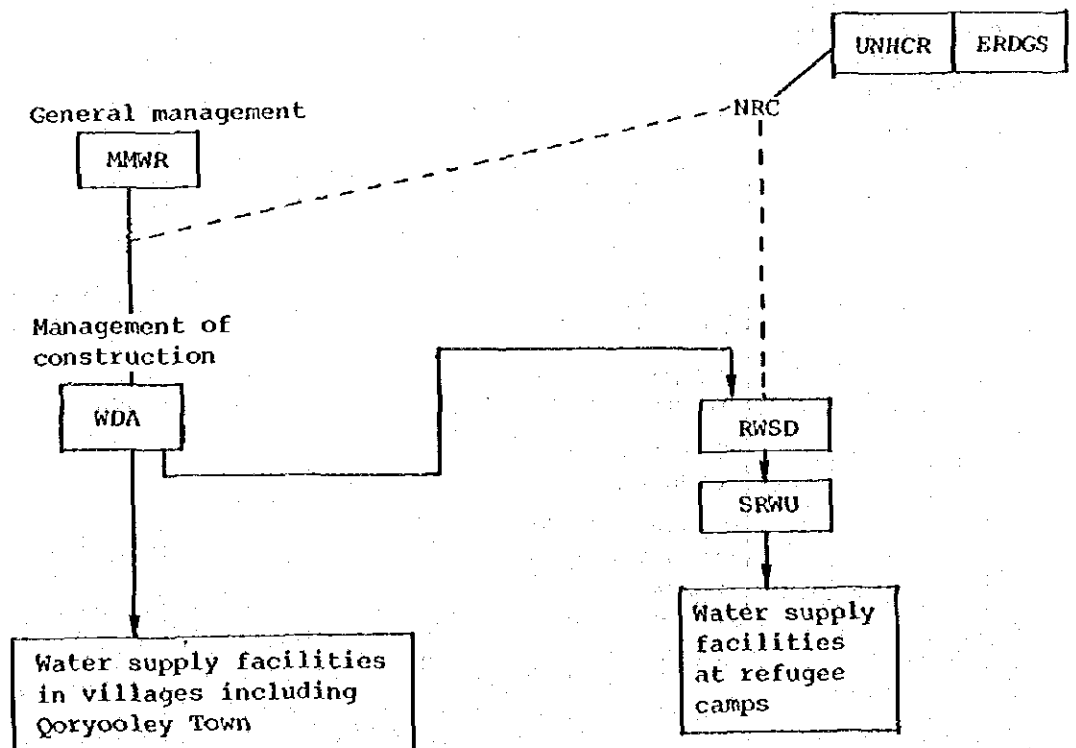 UNHCR ERDGS
NRC
General management
MMWR
Management of
construction
WDA
RWSD
SRWU
Water supply facilities
in villages including
Qoryooley Town
Water supply
facilities
at refugee
camps